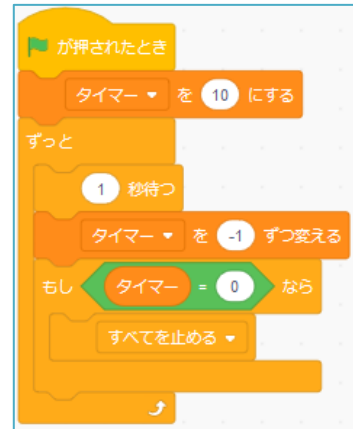 が押されたとき
タイマー を 10 にする
ずっと
1 秒待つ
タイマー を -1 ずつ変える
もし タイマー = 0 なら
すべてを止める